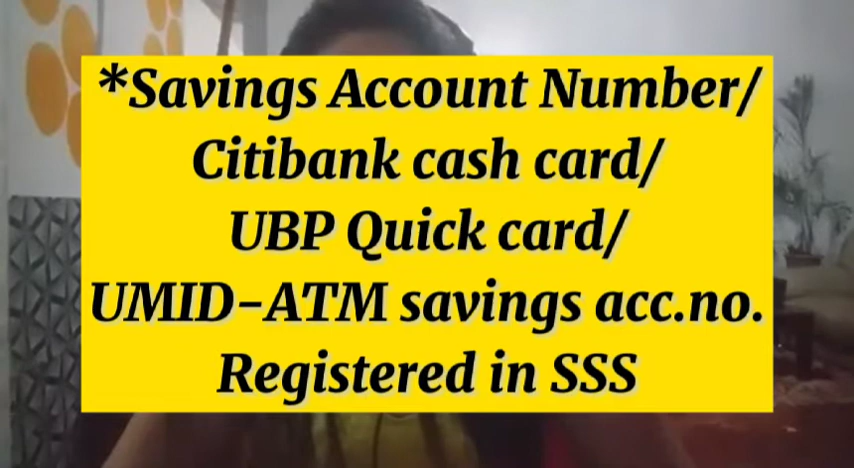 *Savings Account Number/
Citibank cash card/
UBP Quick card/
UMID-ATM savings acc.no.
Registered in SSS